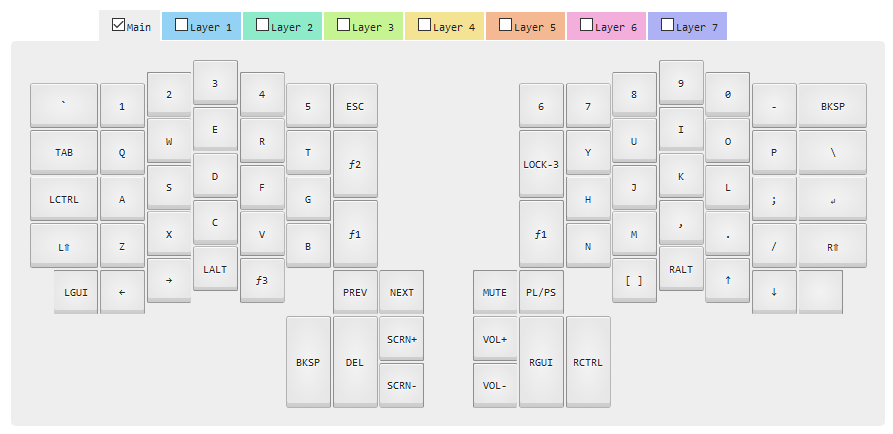 Main Layer 1 Layer 2 Layer 3 Layer 4 Layer 5 Layer 6 Layer 7
` 1 2 3 4 5 ESC 6 7 8 9 0 - BKSP
TAB Q W E R T ƒ2 LOCK-3 Y U I O P \
LCTRL A S D F G H J K L ; ↲
L⇑ Z X C V B ƒ1 ƒ1 N M , . / R⇑
LGUI ← → LALT ƒ3 PREV NEXT MUTE PL/PS [ ] RALT ↑ ↓
SCRN+ VOL+
BKSP DEL RGUI RCTRL
SCRN- VOL-